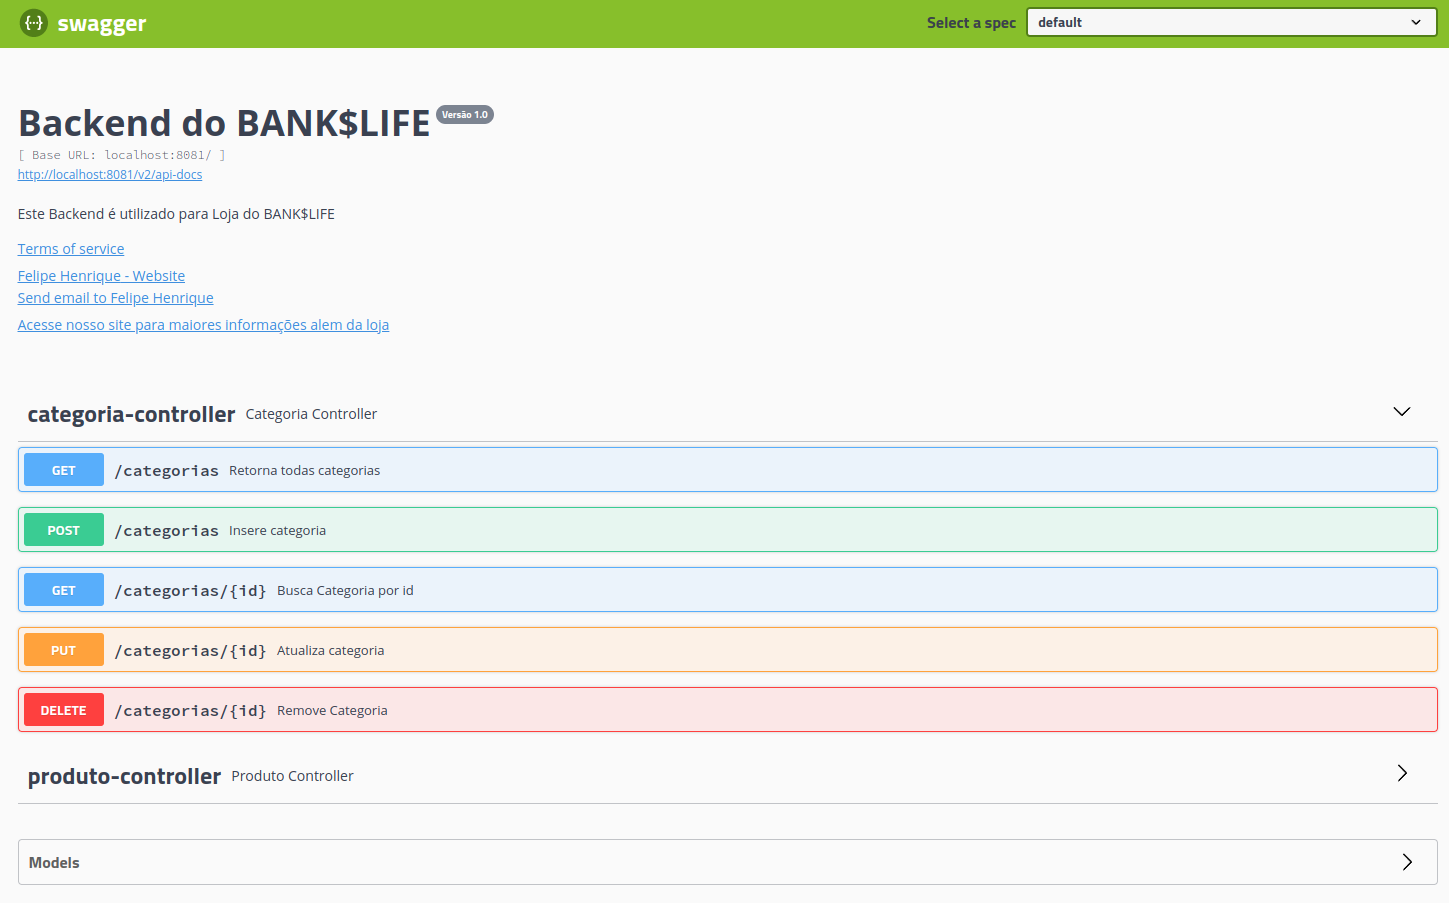 {···} swagger
Select a spec default
Backend do BANK$LIFE Versão 1.0
[ Base URL: localhost:8081/ ]
http://localhost:8081/v2/api-docs
Este Backend é utilizado para Loja do BANK$LIFE
Terms of service
Felipe Henrique - Website
Send email to Felipe Henrique
Acesse nosso site para maiores informações alem da loja
categoria-controller Categoria Controller
GET /categorias Retorna todas categorias
POST /categorias Insere categoria
GET /categorias/{id} Busca Categoria por id
PUT /categorias/{id} Atualiza categoria
DELETE /categorias/{id} Remove Categoria
produto-controller Produto Controller
Models